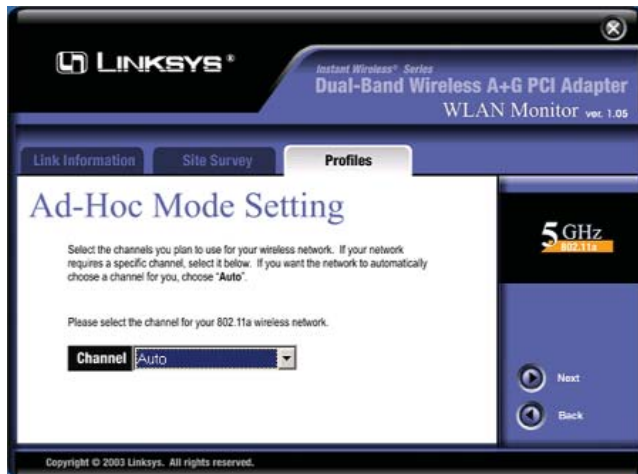 LINKSYS®
Instant Wireless® Series
Dual-Band Wireless A+G PCI Adapter
WLAN Monitor ver. 1.05
Link Information
Site Survey
Profiles
Ad-Hoc Mode Setting
Select the channels you plan to use for your wireless network. If your network
requires a specific channel, select it below. If you want the network to automatically
choose a channel for you, choose "Auto".
Please select the channel for your 802.11a wireless network.
Channel Auto
5 GHz
802.11a
Next
Back
Copyright © 2003 Linksys. All rights reserved.